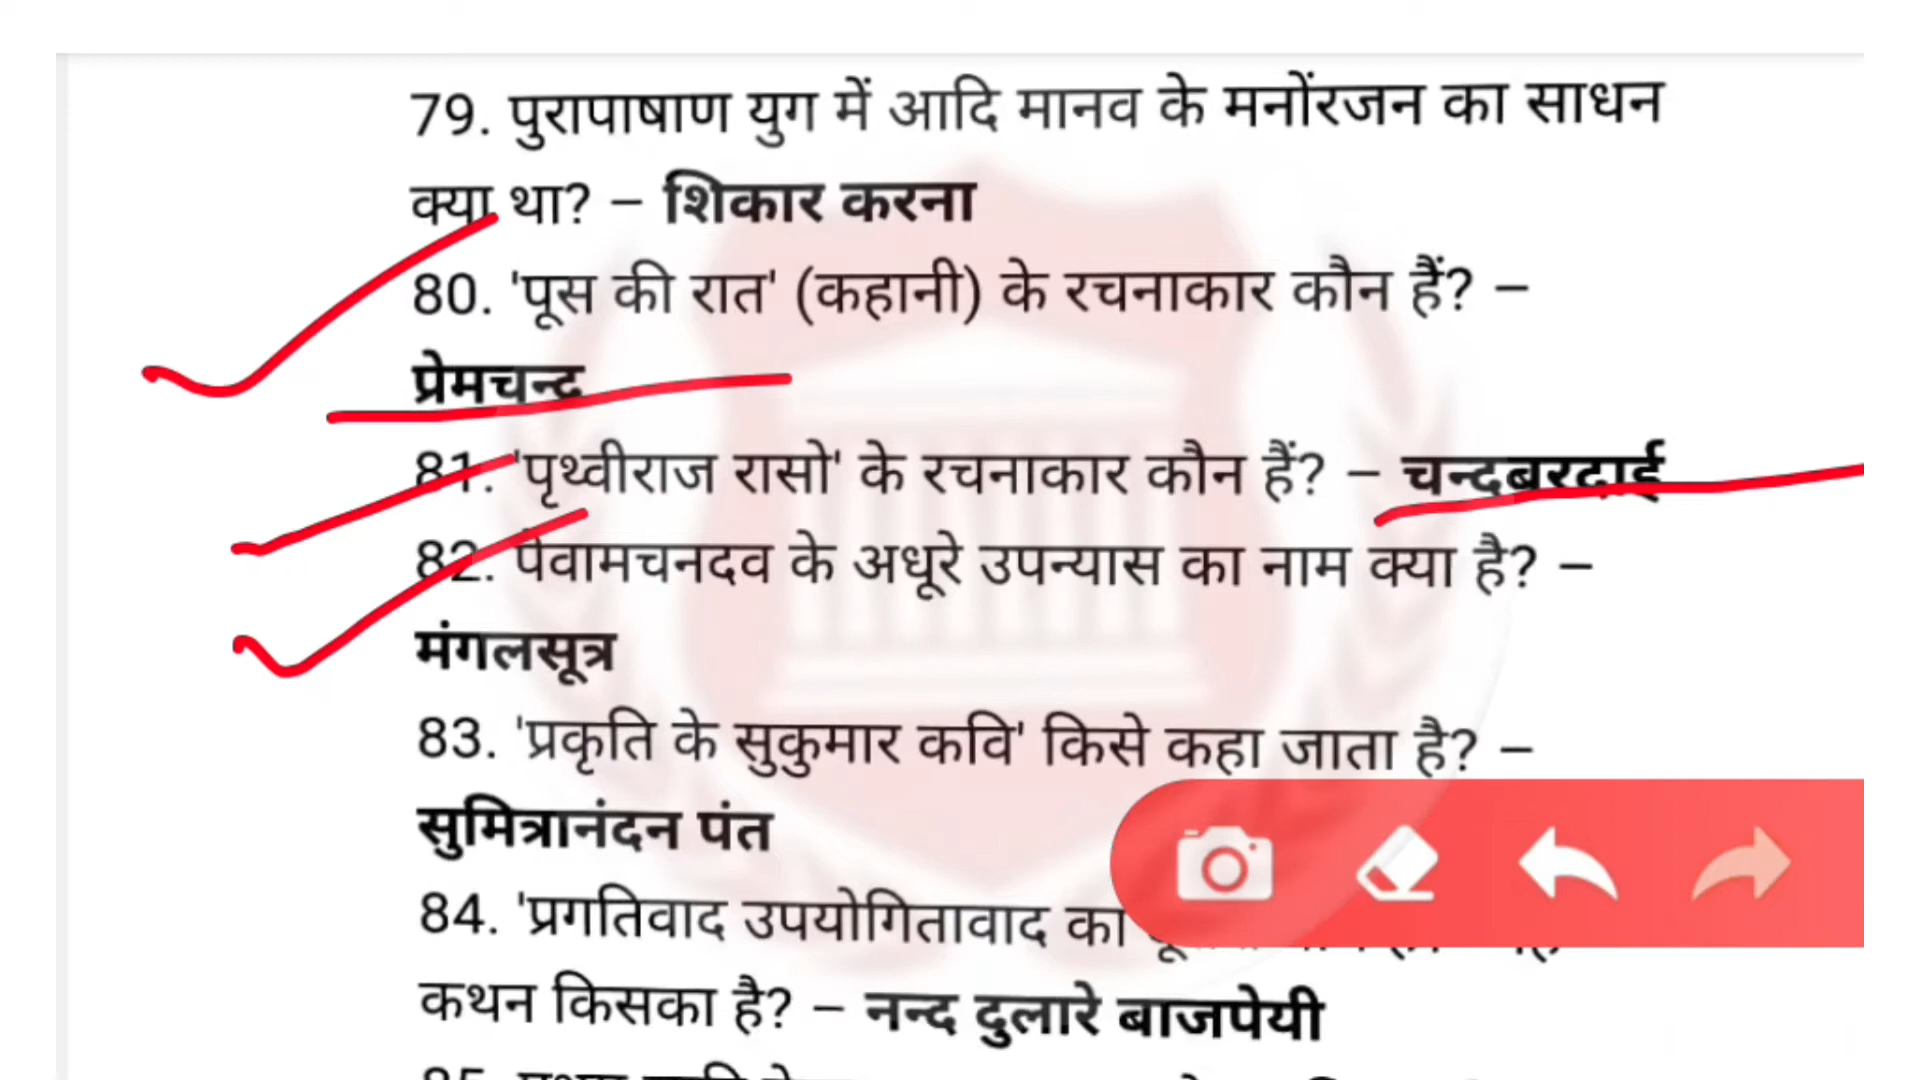 79. पुरापाषाण युग में आदि मानव के मनोंरजन का साधन
क्या था? – शिकार करना
80. 'पूस की रात' (कहानी) के रचनाकार कौन हैं? –
प्रेमचन्द
81. 'पृथ्वीराज रासो' के रचनाकार कौन हैं? – चन्दबरदाई
82. पेवामचनदव के अधूरे उपन्यास का नाम क्या है? –
मंगलसूत्र
83. 'प्रकृति के सुकुमार कवि' किसे कहा जाता है? –
सुमित्रानंदन पंत
84. 'प्रगतिवाद उपयोगितावाद का
कथन किसका है? – नन्द दुलारे बाजपेयी